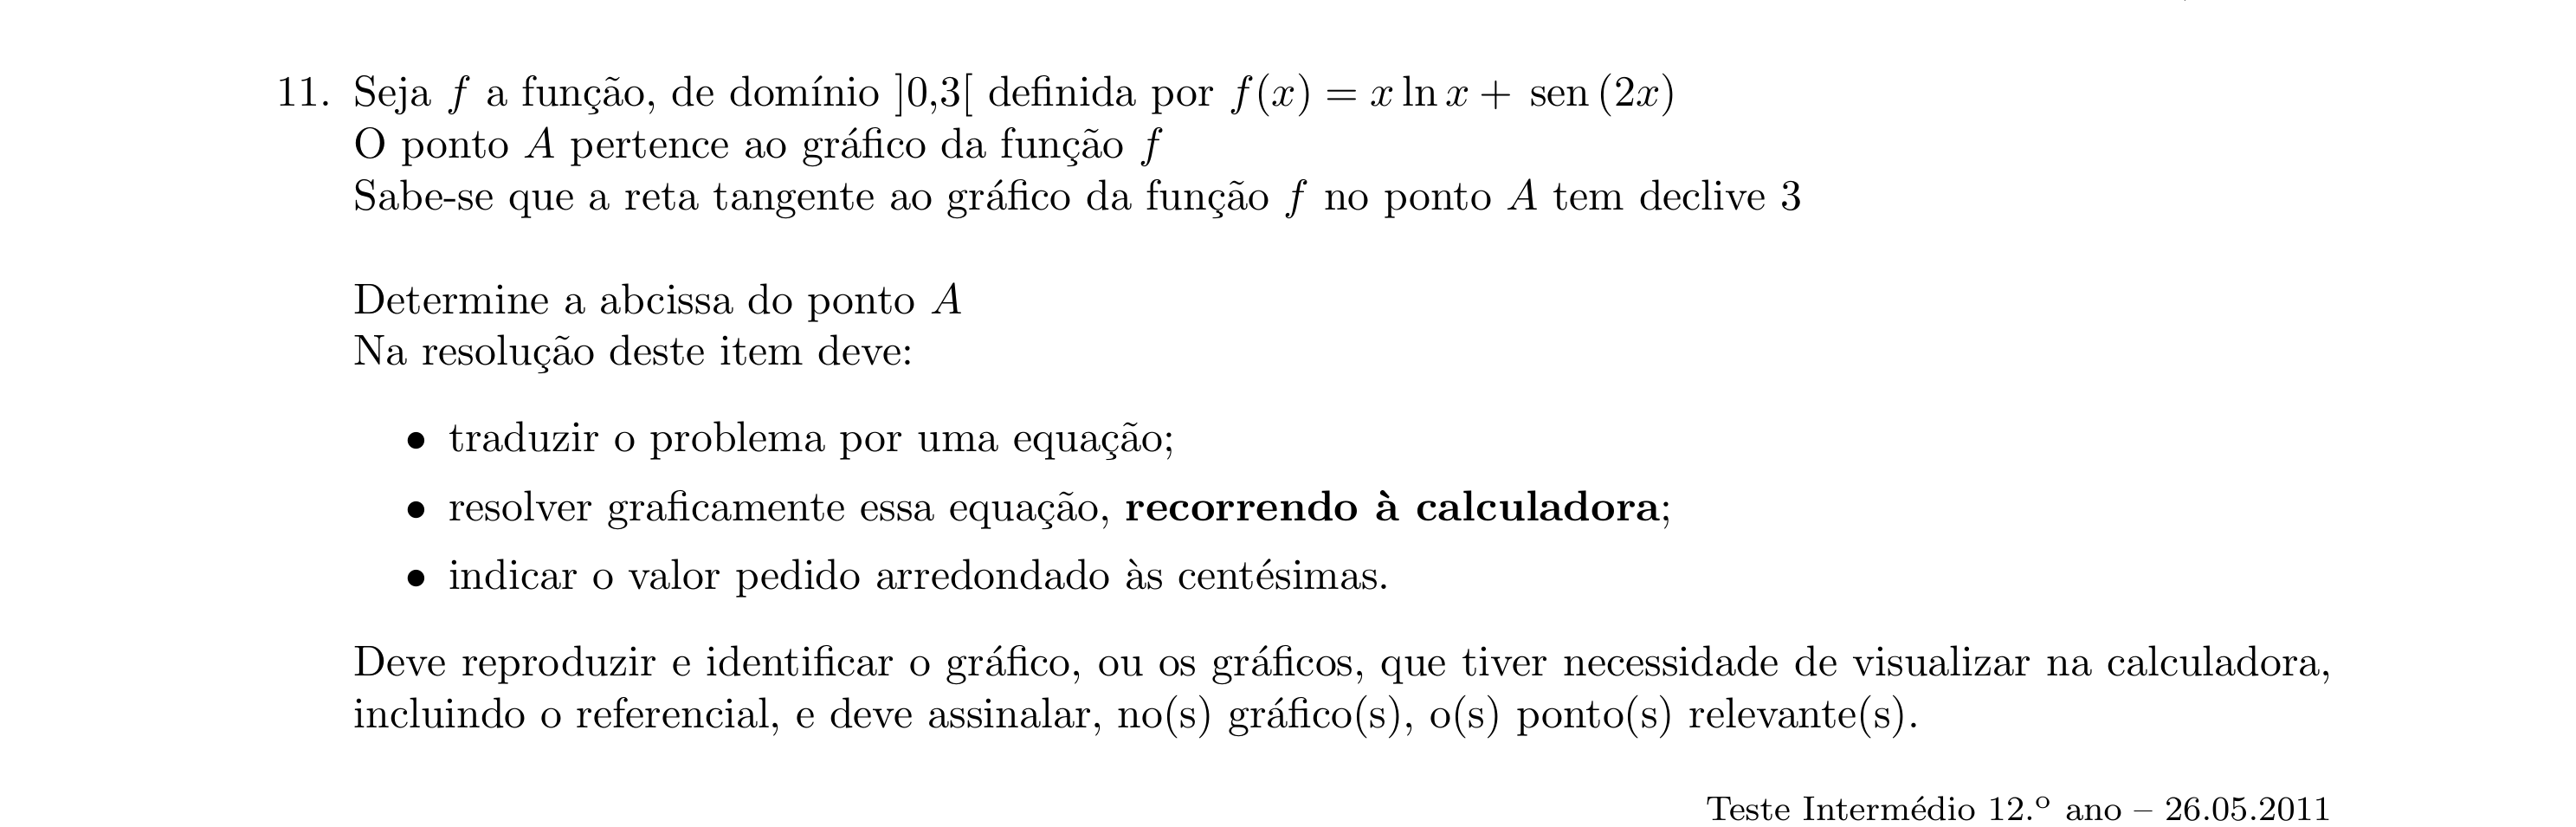 11. Seja f a função, de domínio ]0,3[ definida por f(x) = x ln x + sen (2x)
O ponto A pertence ao gráfico da função f
Sabe-se que a reta tangente ao gráfico da função f no ponto A tem declive 3
Determine a abcissa do ponto A
Na resolução deste item deve:
• traduzir o problema por uma equação;
• resolver graficamente essa equação, recorrendo à calculadora;
• indicar o valor pedido arredondado às centésimas.
Deve reproduzir e identificar o gráfico, ou os gráficos, que tiver necessidade de visualizar na calculadora,
incluindo o referencial, e deve assinalar, no(s) gráfico(s), o(s) ponto(s) relevante(s).
Teste Intermédio 12.º ano – 26.05.2011